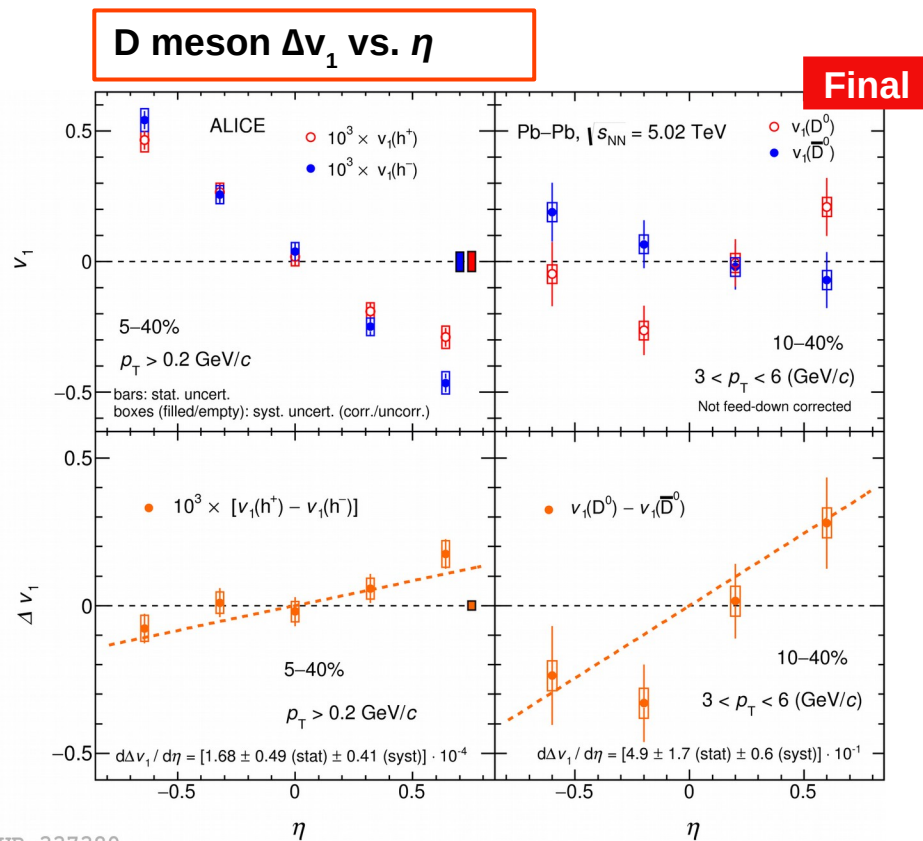 D meson Δv₁ vs. η
Final
ALICE
10³ × v₁(h⁺)
10³ × v₁(h⁻)
Pb–Pb, √s_NN = 5.02 TeV
v₁(D⁰)
v₁(D̅⁰)
0.5
0
−0.5
v₁
5–40%
p_T > 0.2 GeV/c
bars: stat. uncert.
boxes (filled/empty): syst. uncert. (corr./uncorr.)
10–40%
3 < p_T < 6 (GeV/c)
Not feed-down corrected
0.5
0
−0.5
Δ v₁
10³ × [v₁(h⁺) − v₁(h⁻)]
5–40%
p_T > 0.2 GeV/c
dΔv₁/ dη = [1.68 ± 0.49 (stat) ± 0.41 (syst)] · 10⁻⁴
v₁(D⁰) − v₁(D̅⁰)
10–40%
3 < p_T < 6 (GeV/c)
dΔv₁/ dη = [4.9 ± 1.7 (stat) ± 0.6 (syst)] · 10⁻¹
−0.5 0 0.5
−0.5 0 0.5
η
η